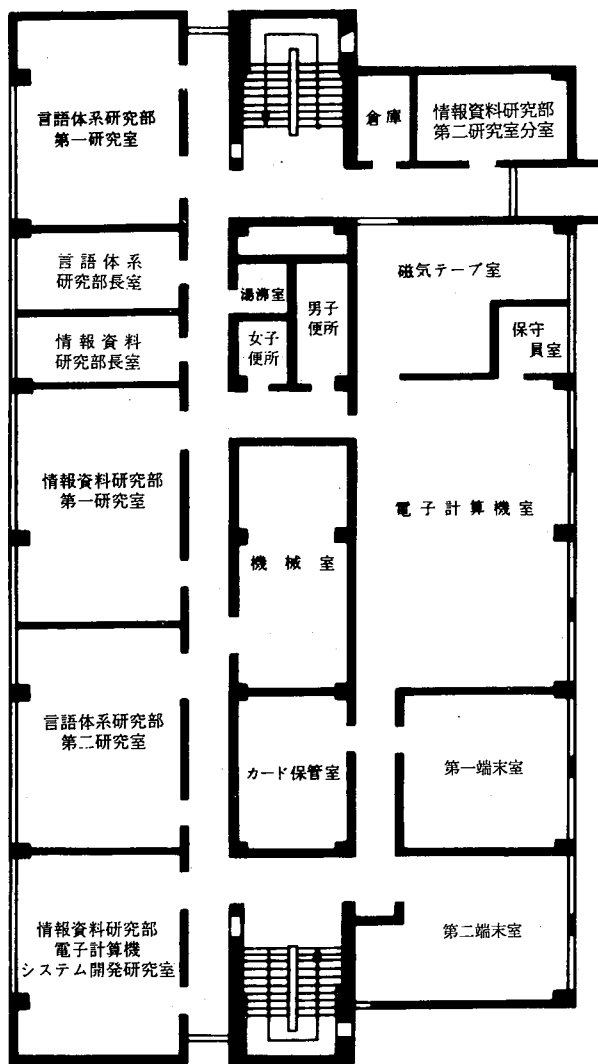 言語体系研究部
第一研究室
倉庫
情報資料研究部
第二研究室分室
言語体系
研究部長室
湯沸室
男子
便所
磁気テープ室
情報資料
研究部長室
女子
便所
保守
員室
情報資料研究部
第一研究室
機械室
電子計算機室
言語体系研究部
第二研究室
カード保管室
第一端末室
情報資料研究部
電子計算機
システム開発研究室
第二端末室